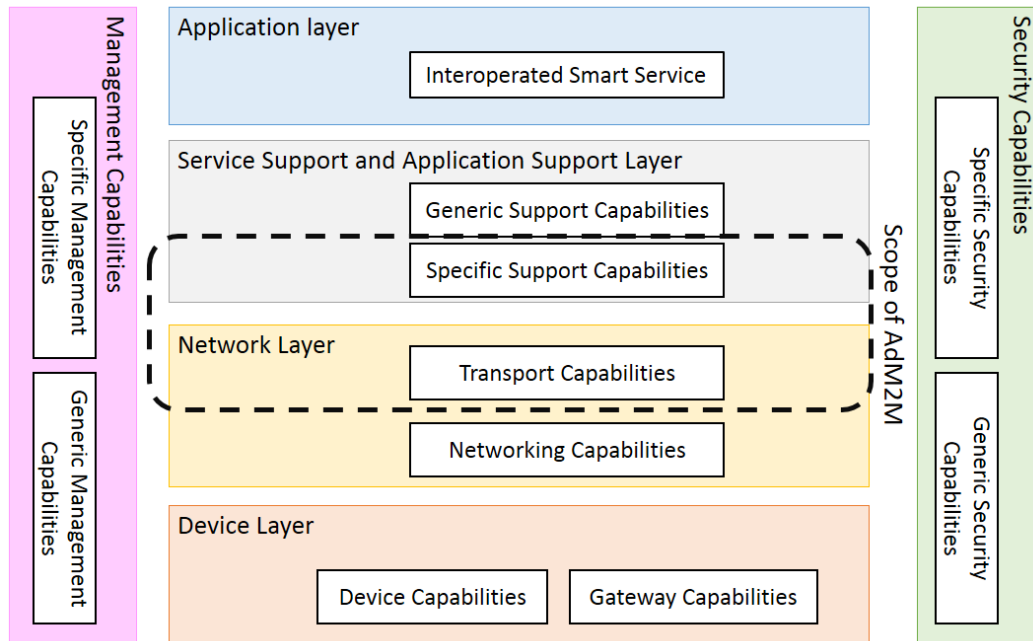 Management Capabilities
Specific Management
Capabilities
Generic Management
Capabilities
Application layer
Interoperated Smart Service
Service Support and Application Support Layer
Generic Support Capabilities
Specific Support Capabilities
Network Layer
Transport Capabilities
Networking Capabilities
Device Layer
Device Capabilities
Gateway Capabilities
Scope of AdM2M
Security Capabilities
Specific Security
Capabilities
Generic Security
Capabilities